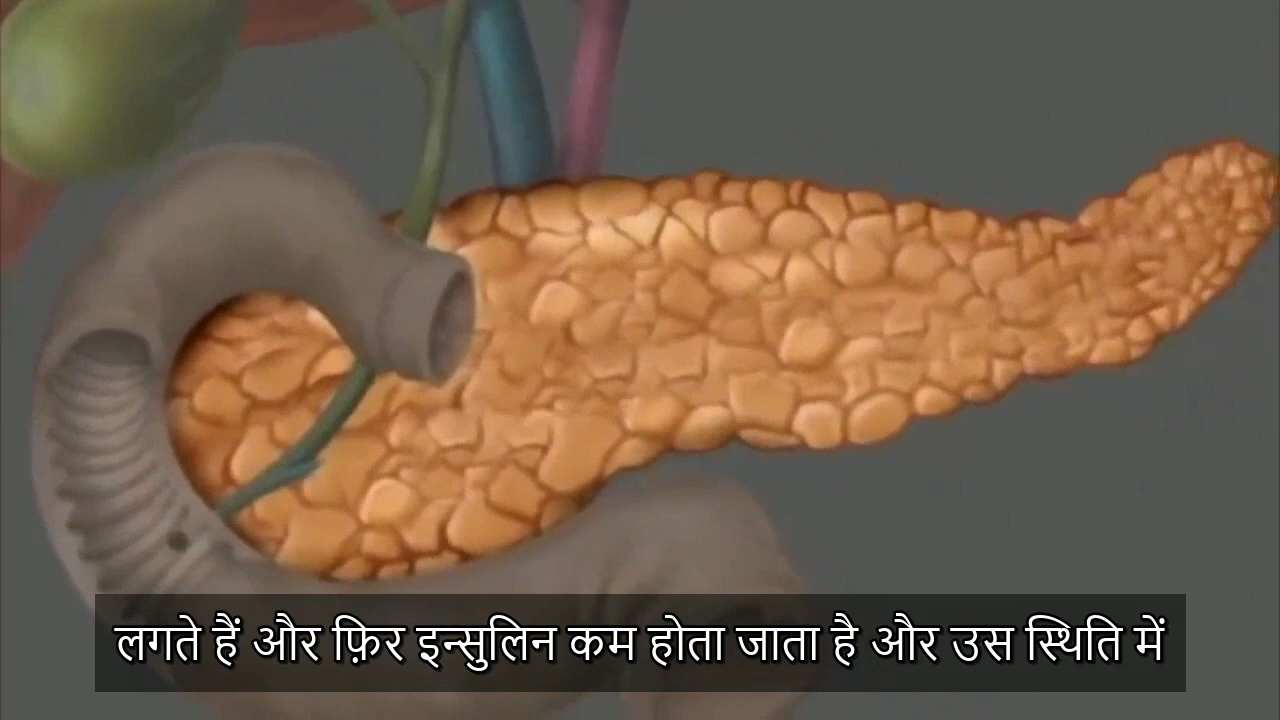 लगते हैं और फ़िर इन्सुलिन कम होता जाता है और उस स्थिति में